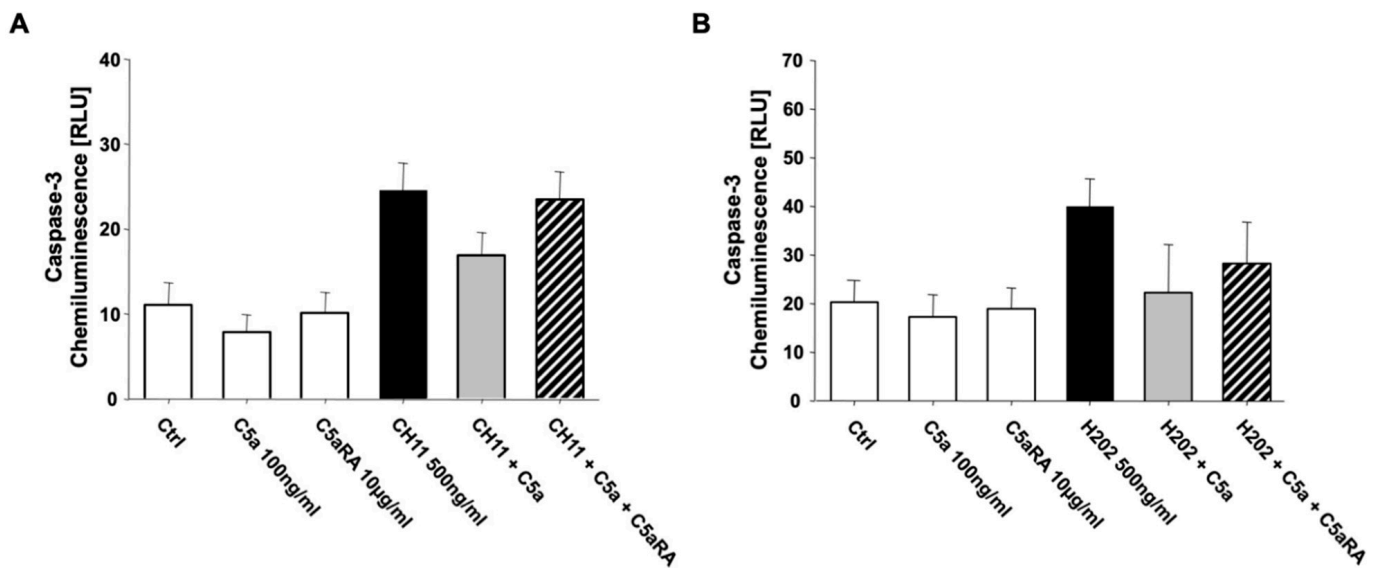 A
Caspase-3
Chemiluminescence [RLU]
40
30
20
10
0
Ctrl
C5a 100ng/ml
C5aRA 10µg/ml
CH11 500ng/ml
CH11 + C5a
CH11 + C5a + C5aRA
B
Caspase-3
Chemiluminescence [RLU]
70
60
50
40
30
20
10
0
Ctrl
C5a 100ng/ml
C5aRA 10µg/ml
H202 500ng/ml
H202 + C5a
H202 + C5a + C5aRA